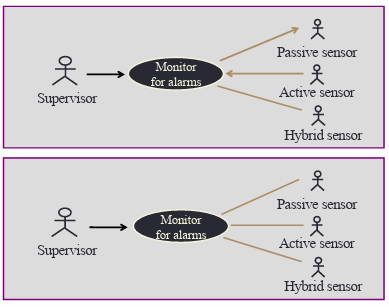 Monitor
for alarms
Passive sensor
Active sensor
Supervisor
Hybrid sensor
Monitor
for alarms
Passive sensor
Active sensor
Supervisor
Hybrid sensor